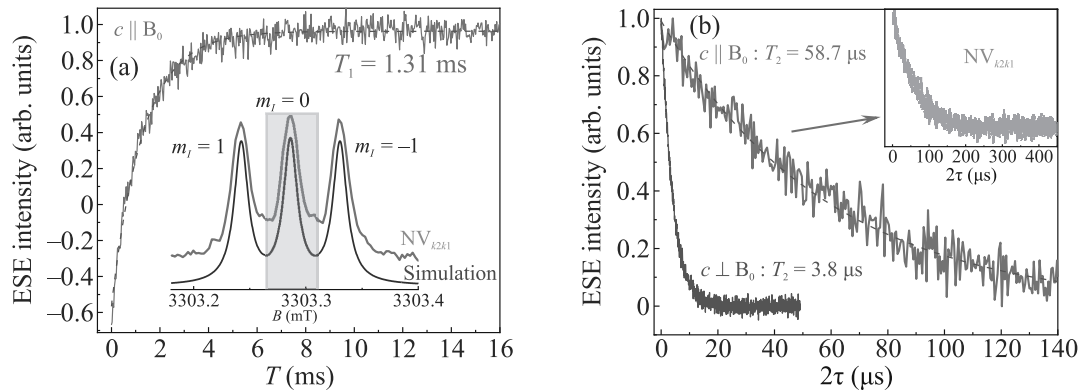 ESE intensity (arb. units)
1.0
0.8
0.6
0.4
0.2
0
−0.2
−0.4
−0.6
c || B₀
(a)
T₁ = 1.31 ms
mI = 0
mI = 1
mI = −1
NVk2k1
Simulation
3303.2 3303.3 3303.4
B (mT)
0 2 4 6 8 10 12 14 16
T (ms)
ESE intensity (arb. units)
1.0
0.8
0.6
0.4
0.2
0
(b)
c || B₀ : T₂ = 58.7 μs
NVk2k1
0 100 200 300 400
2τ (μs)
c ⊥ B₀ : T₂ = 3.8 μs
0 20 40 60 80 100 120 140
2τ (μs)